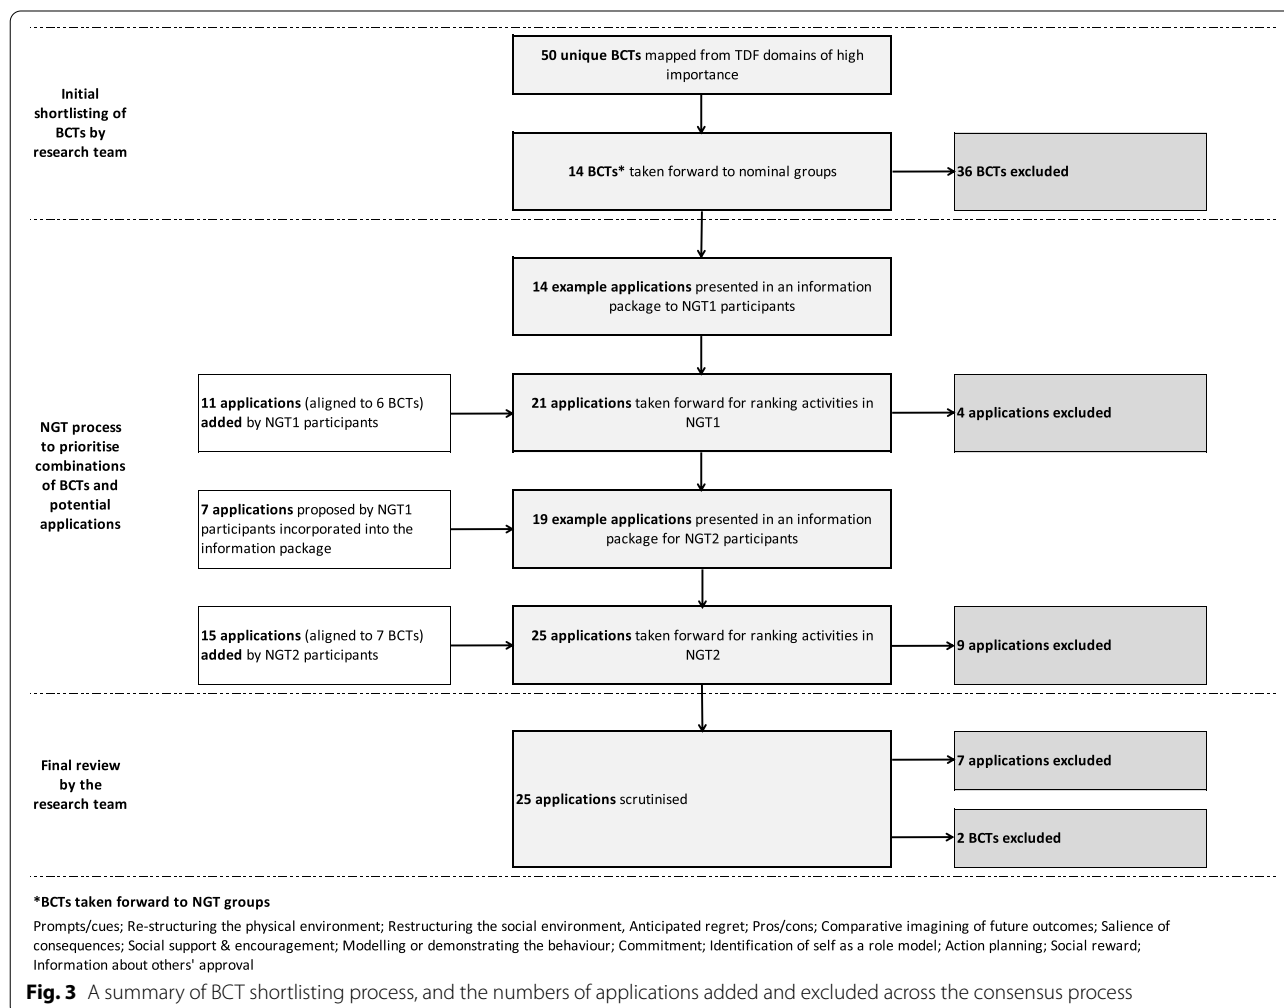 50 unique BCTs mapped from TDF domains of high
importance
Initial
shortlisting of
BCTs by
research team
14 BCTs* taken forward to nominal groups
36 BCTs excluded
14 example applications presented in an information
package to NGT1 participants
NGT process
to prioritise
combinations
of BCTs and
potential
applications
11 applications (aligned to 6 BCTs)
added by NGT1 participants
21 applications taken forward for ranking activities in
NGT1
4 applications excluded
7 applications proposed by NGT1
participants incorporated into the
information package
19 example applications presented in an information
package for NGT2 participants
15 applications (aligned to 7 BCTs)
added by NGT2 participants
25 applications taken forward for ranking activities in
NGT2
9 applications excluded
Final review
by the
research team
25 applications scrutinised
7 applications excluded
2 BCTs excluded
*BCTs taken forward to NGT groups
Prompts/cues; Re-structuring the physical environment; Restructuring the social environment, Anticipated regret; Pros/cons; Comparative imagining of future outcomes; Salience of
consequences; Social support & encouragement; Modelling or demonstrating the behaviour; Commitment; Identification of self as a role model; Action planning; Social reward;
Information about others' approval
Fig. 3 A summary of BCT shortlisting process, and the numbers of applications added and excluded across the consensus process